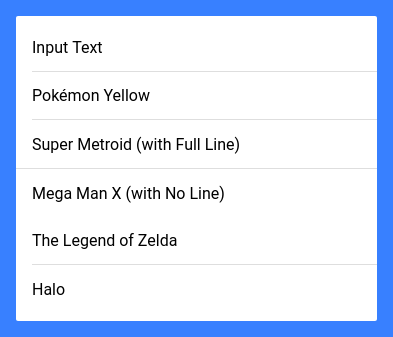 Input Text
Pokémon Yellow
Super Metroid (with Full Line)
Mega Man X (with No Line)
The Legend of Zelda
Halo